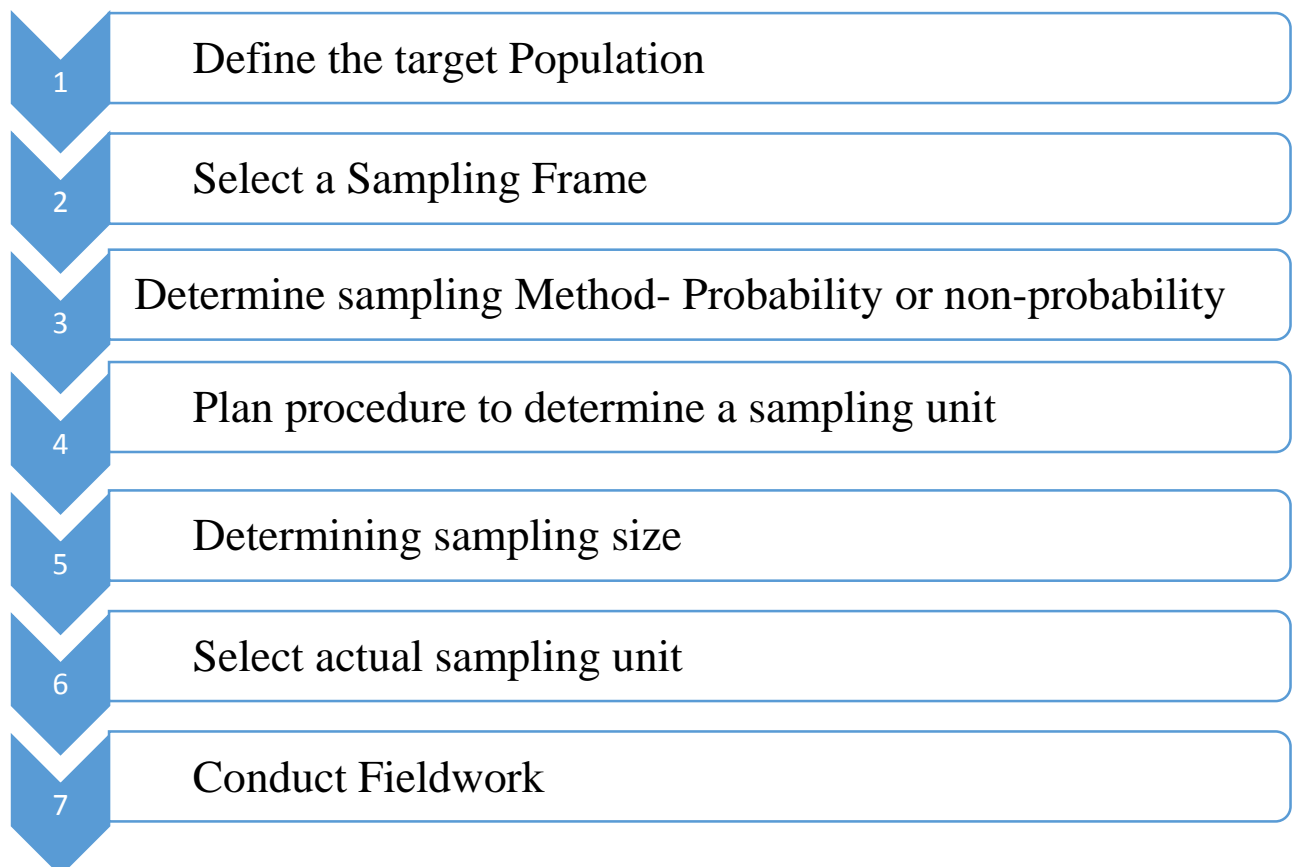 1 Define the target Population
2 Select a Sampling Frame
3 Determine sampling Method- Probability or non-probability
4 Plan procedure to determine a sampling unit
5 Determining sampling size
6 Select actual sampling unit
7 Conduct Fieldwork